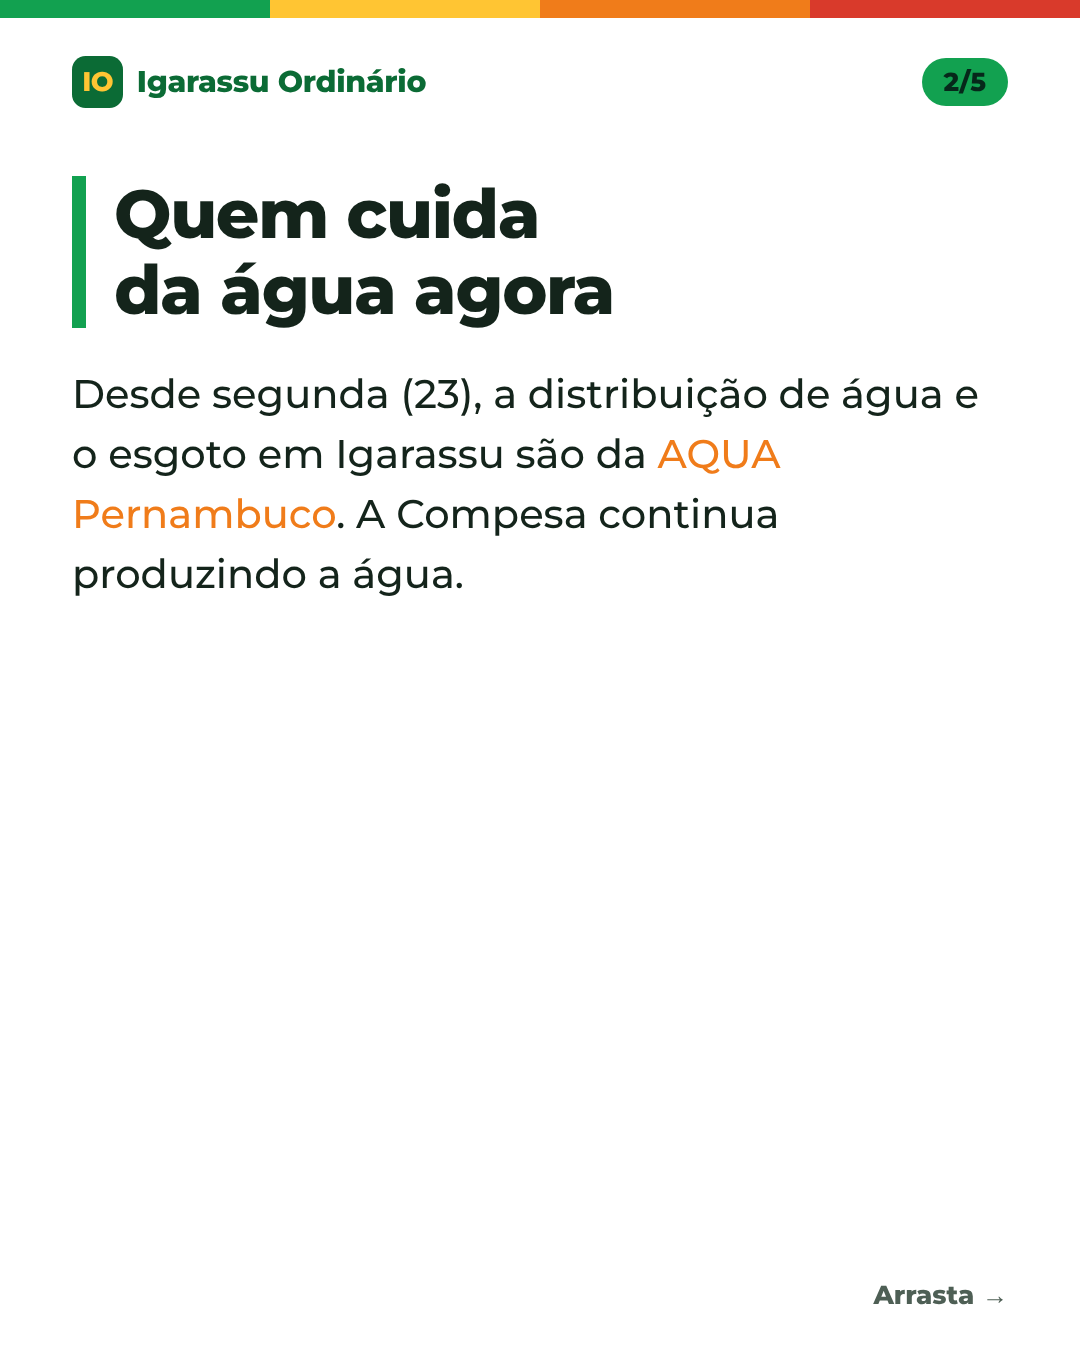 IO Igarassu Ordinário
2/5
Quem cuida
da água agora
Desde segunda (23), a distribuição de água e
o esgoto em Igarassu são da AQUA
Pernambuco. A Compesa continua
produzindo a água.
Arrasta →